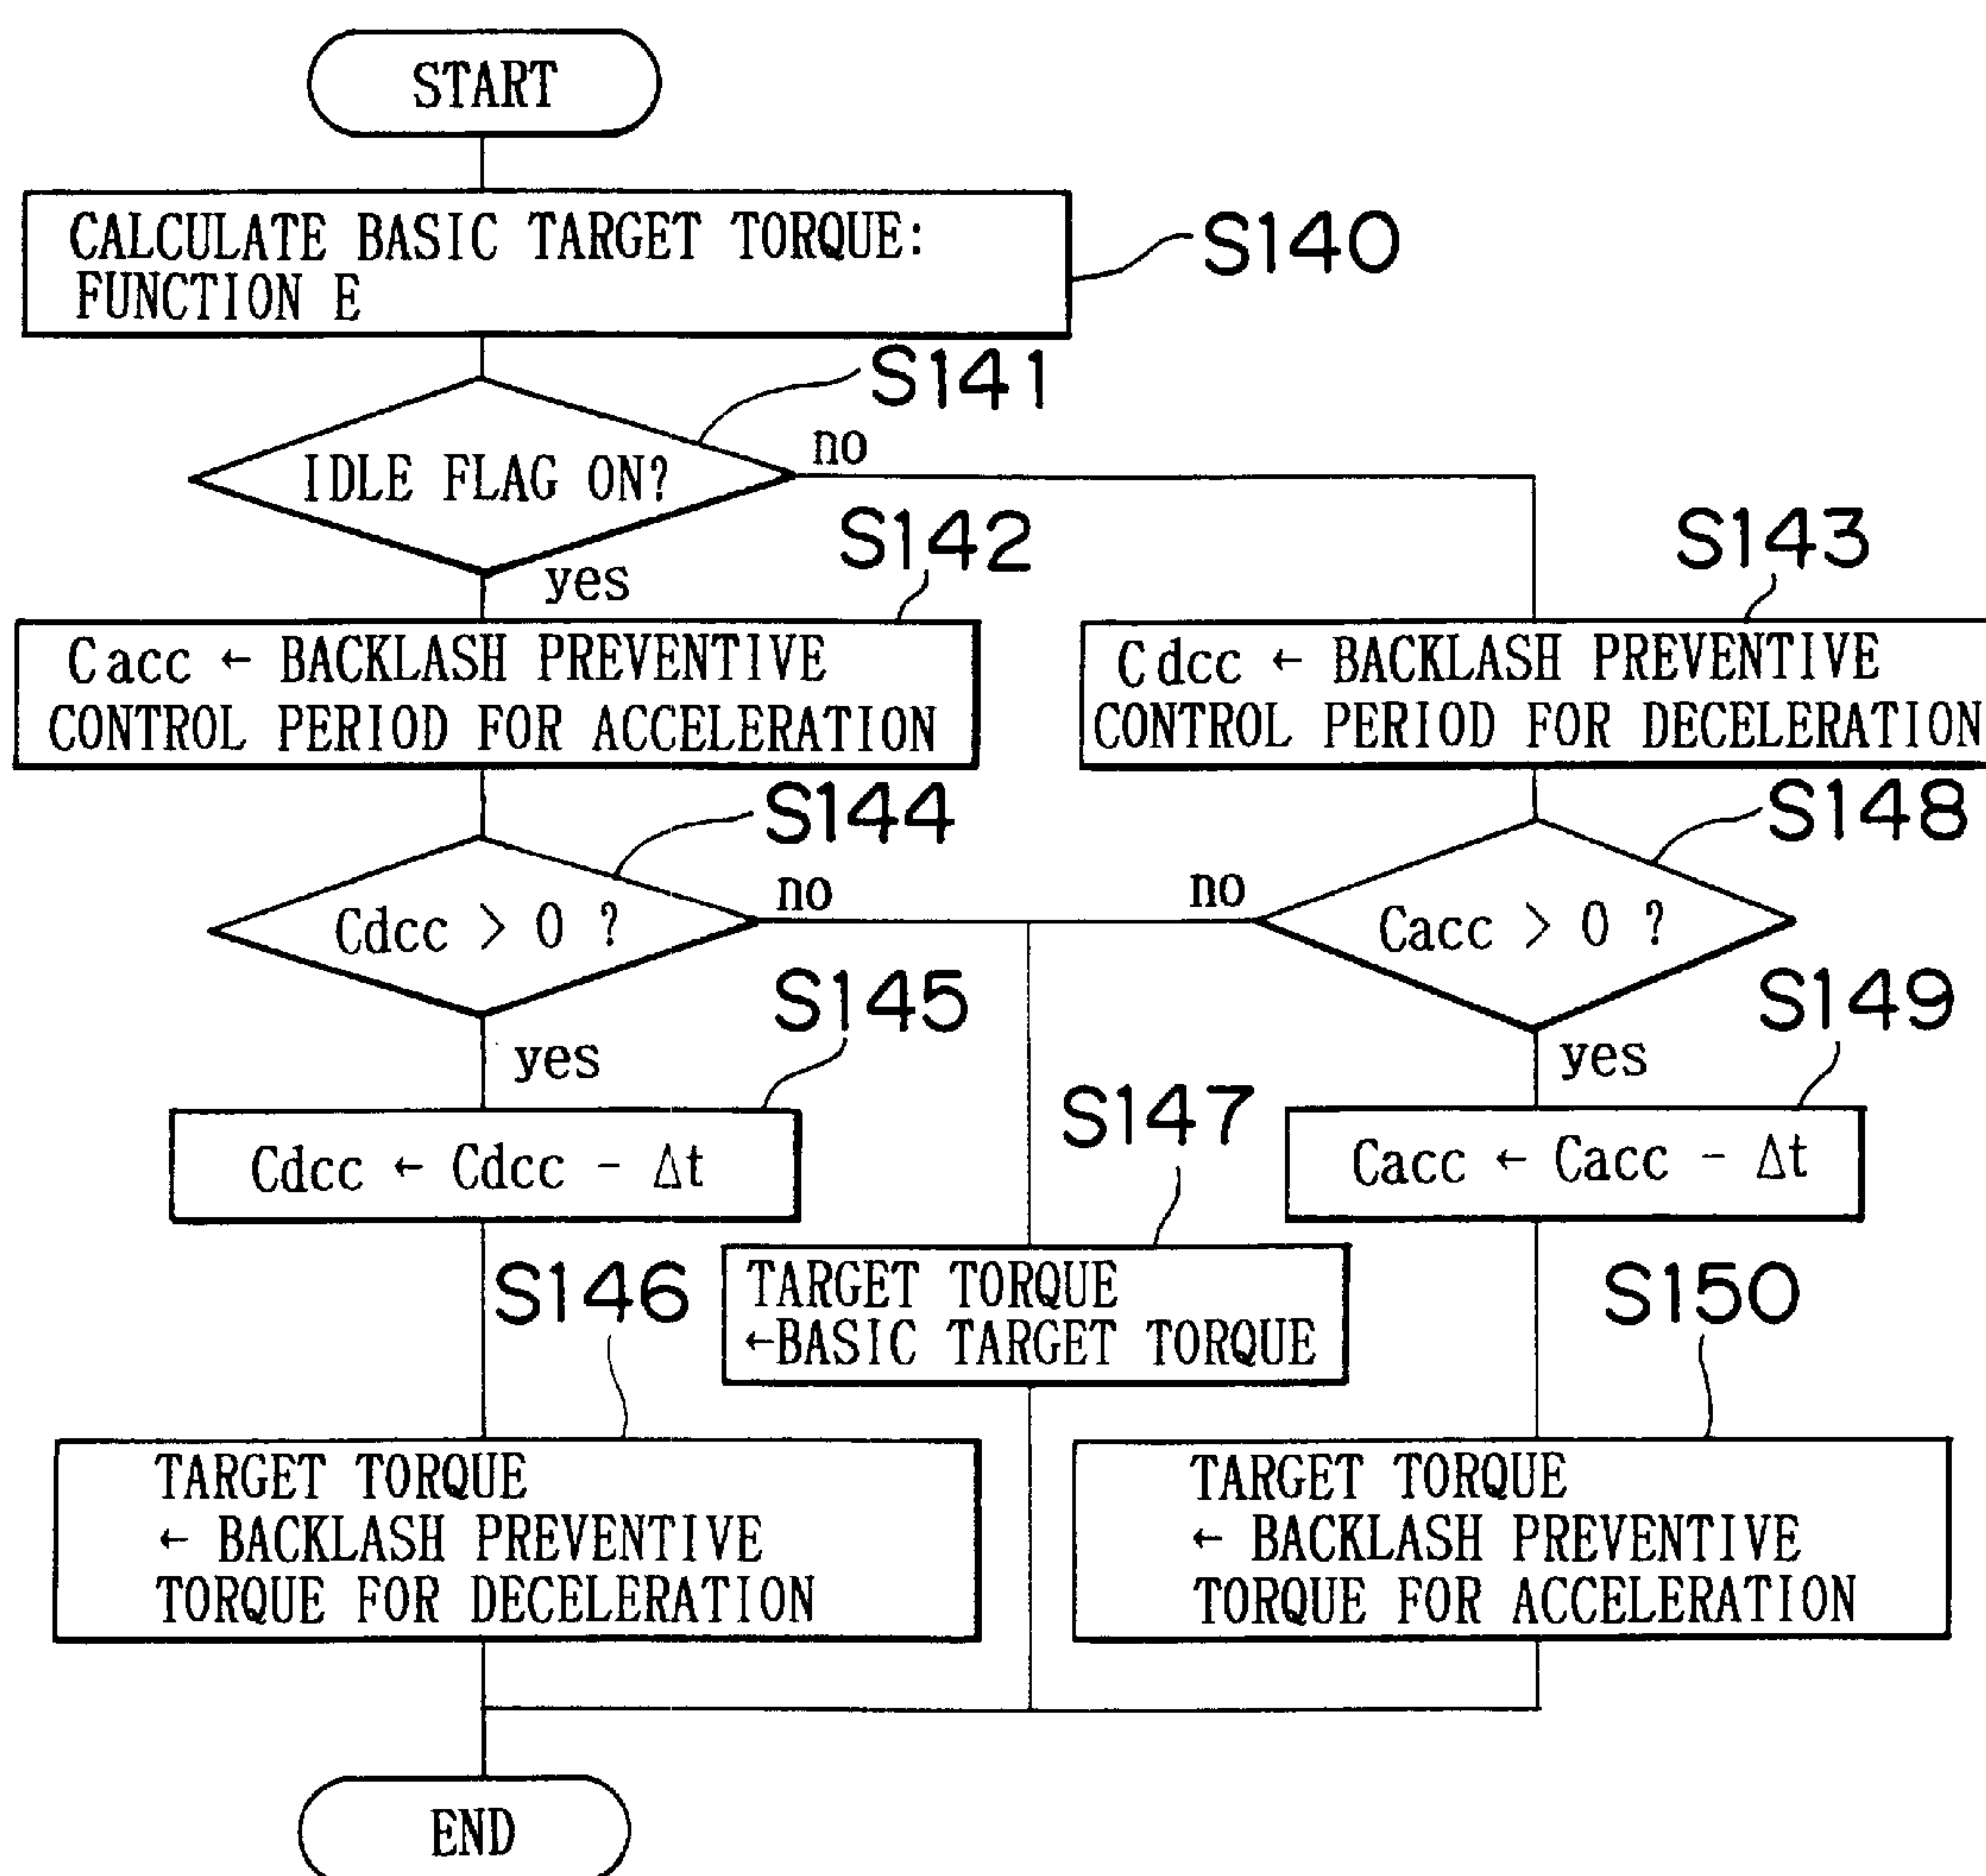 START
CALCULATE BASIC TARGET TORQUE:
FUNCTION E
S140
S141
IDLE FLAG ON?
no
yes
S142
S143
Cacc ← BACKLASH PREVENTIVE
CONTROL PERIOD FOR ACCELERATION
Cdcc ← BACKLASH PREVENTIVE
CONTROL PERIOD FOR DECELERATION
S144
S148
Cdcc > 0 ?
no
no
Cacc > 0 ?
yes
S145
yes
S149
Cdcc ← Cdcc - Δt
S147
Cacc ← Cacc - Δt
S146
TARGET TORQUE
←BASIC TARGET TORQUE
S150
TARGET TORQUE
← BACKLASH PREVENTIVE
TORQUE FOR DECELERATION
TARGET TORQUE
← BACKLASH PREVENTIVE
TORQUE FOR ACCELERATION
END